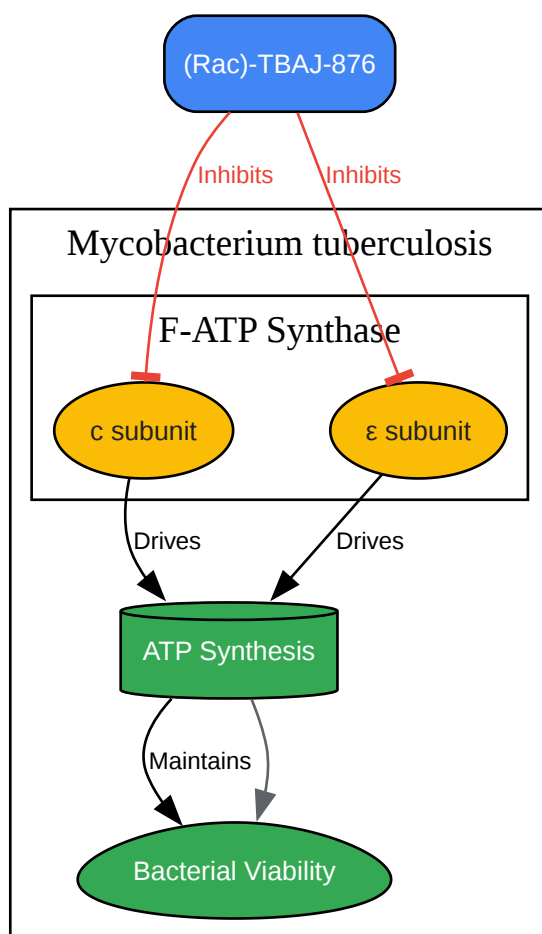 (Rac)-TBAJ-876
Inhibits
Inhibits
Mycobacterium tuberculosis
F-ATP Synthase
c subunit
ε subunit
Drives
Drives
ATP Synthesis
Maintains
Bacterial Viability